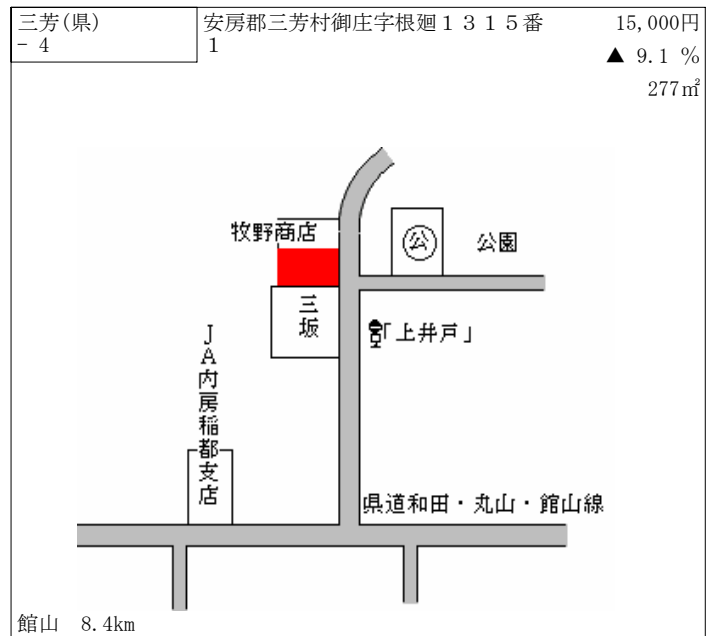 三芳(県)
- 4
安房郡三芳村御庄字根廻１３１５番
１
15,000円
▲ 9.1 %
277㎡
牧野商店
公
公園
三坂
「上井戸」
JA内房稲都支店
県道和田・丸山・館山線
館山 8.4km